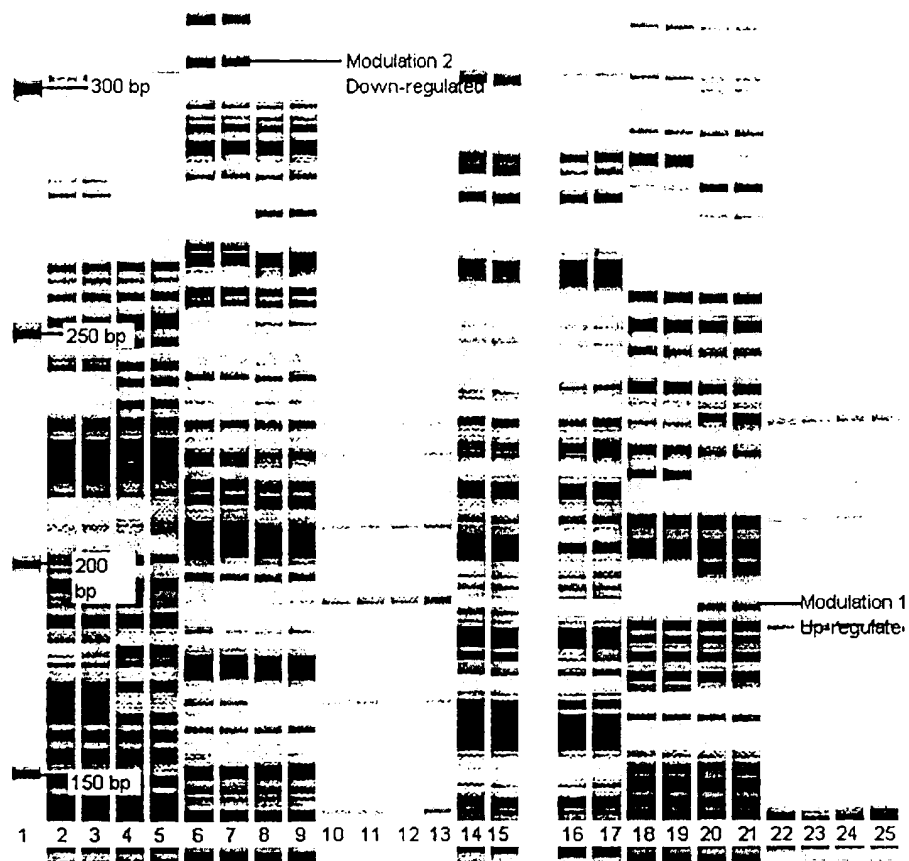 Modulation 2
Down-regulated
300 bp
250 bp
200
bp
Modulation 1
Up-regulate
150 bp
1 2 3 4 5 6 7 8 9 10 11 12 13 14 15 16 17 18 19 20 21 22 23 24 25